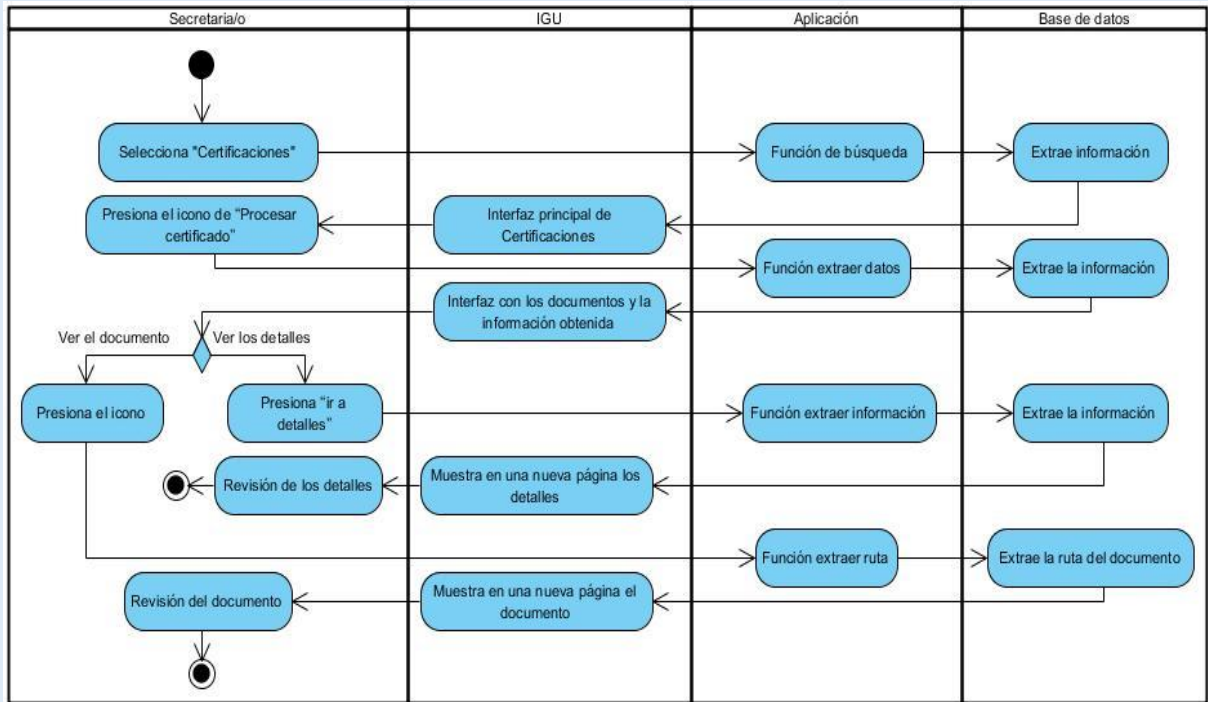 Secretaria/o
IGU
Aplicación
Base de datos
Selecciona "Certificaciones"
Función de búsqueda
Extrae información
Presiona el icono de “Procesar
certificado”
Interfaz principal de
Certificaciones
Función extraer datos
Extrae la información
Interfaz con los documentos y la
información obtenida
Ver el documento
Ver los detalles
Presiona el icono
Presiona “ir a
detalles”
Función extraer información
Extrae la información
Revisión de los detalles
Muestra en una nueva página los
detalles
Función extraer ruta
Extrae la ruta del documento
Revisión del documento
Muestra en una nueva página el
documento